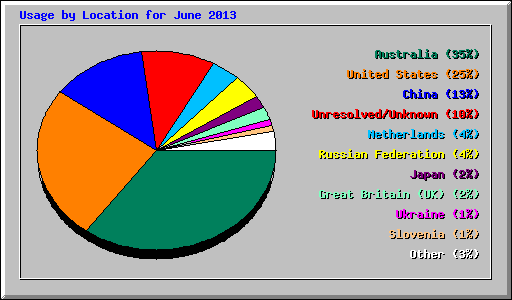 Usage by Location for June 2013
Australia (35%)
United States (25%)
China (13%)
Unresolved/Unknown (10%)
Netherlands (4%)
Russian Federation (4%)
Japan (2%)
Great Britain (UK) (2%)
Ukraine (1%)
Slovenia (1%)
Other (3%)